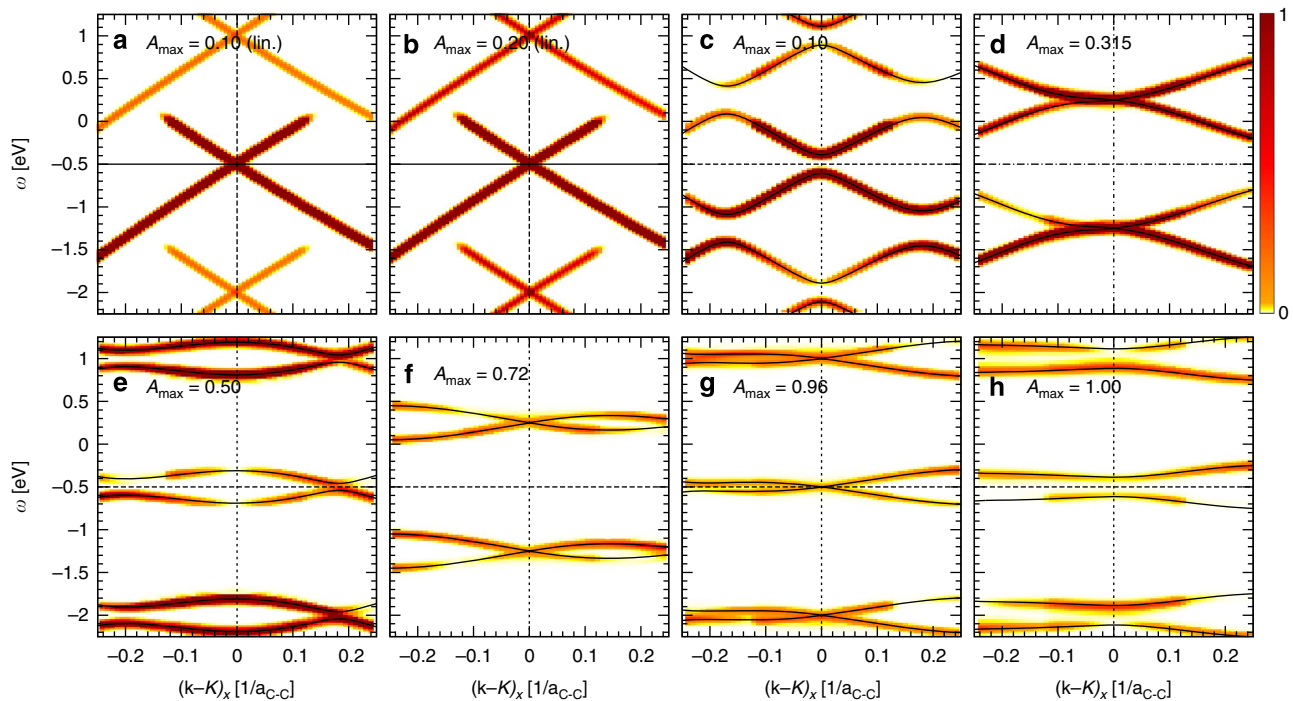 a A_max = 0.10 (lin.)
b A_max = 0.20 (lin.)
c A_max = 0.10
d A_max = 0.315
1
0
ω [eV]
1
0.5
0
−0.5
−1
−1.5
−2
e A_max = 0.50
f A_max = 0.72
g A_max = 0.96
h A_max = 1.00
ω [eV]
1
0.5
0
−0.5
−1
−1.5
−2
−0.2 −0.1 0 0.1 0.2 −0.2 −0.1 0 0.1 0.2 −0.2 −0.1 0 0.1 0.2 −0.2 −0.1 0 0.1 0.2
(k–K)_x [1/a_C-C] (k–K)_x [1/a_C-C] (k–K)_x [1/a_C-C] (k–K)_x [1/a_C-C]